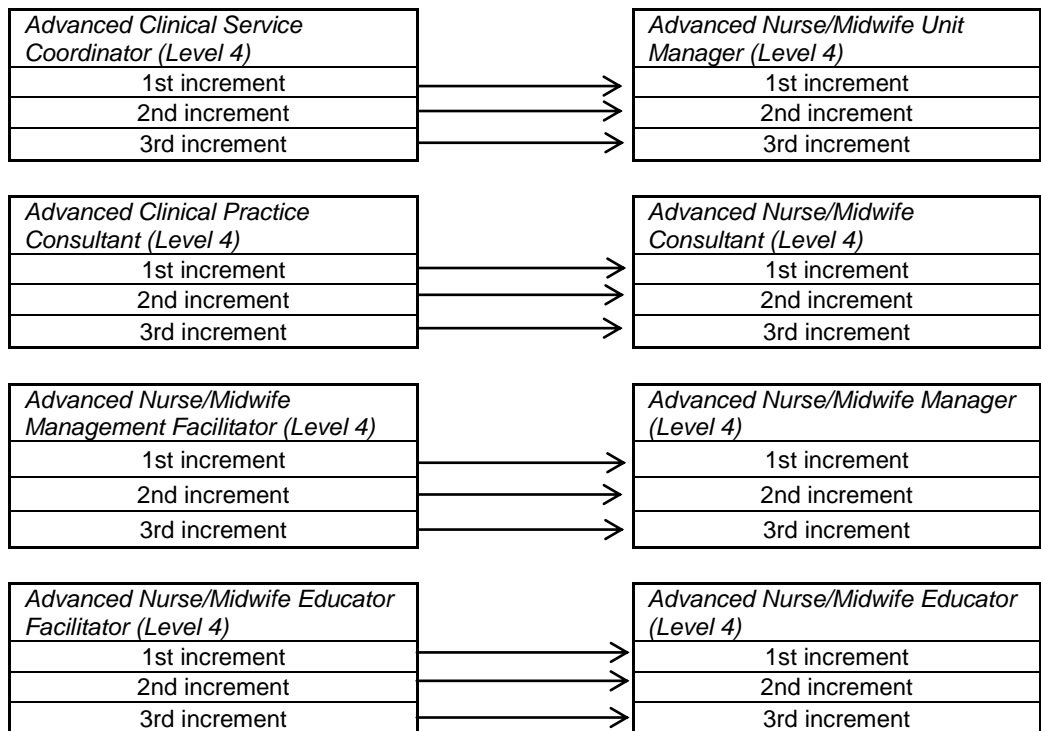 Advanced Clinical Service
Coordinator (Level 4)
1st increment
2nd increment
3rd increment
Advanced Nurse/Midwife Unit
Manager (Level 4)
1st increment
2nd increment
3rd increment
Advanced Clinical Practice
Consultant (Level 4)
1st increment
2nd increment
3rd increment
Advanced Nurse/Midwife
Consultant (Level 4)
1st increment
2nd increment
3rd increment
Advanced Nurse/Midwife
Management Facilitator (Level 4)
1st increment
2nd increment
3rd increment
Advanced Nurse/Midwife Manager
(Level 4)
1st increment
2nd increment
3rd increment
Advanced Nurse/Midwife Educator
Facilitator (Level 4)
1st increment
2nd increment
3rd increment
Advanced Nurse/Midwife Educator
(Level 4)
1st increment
2nd increment
3rd increment